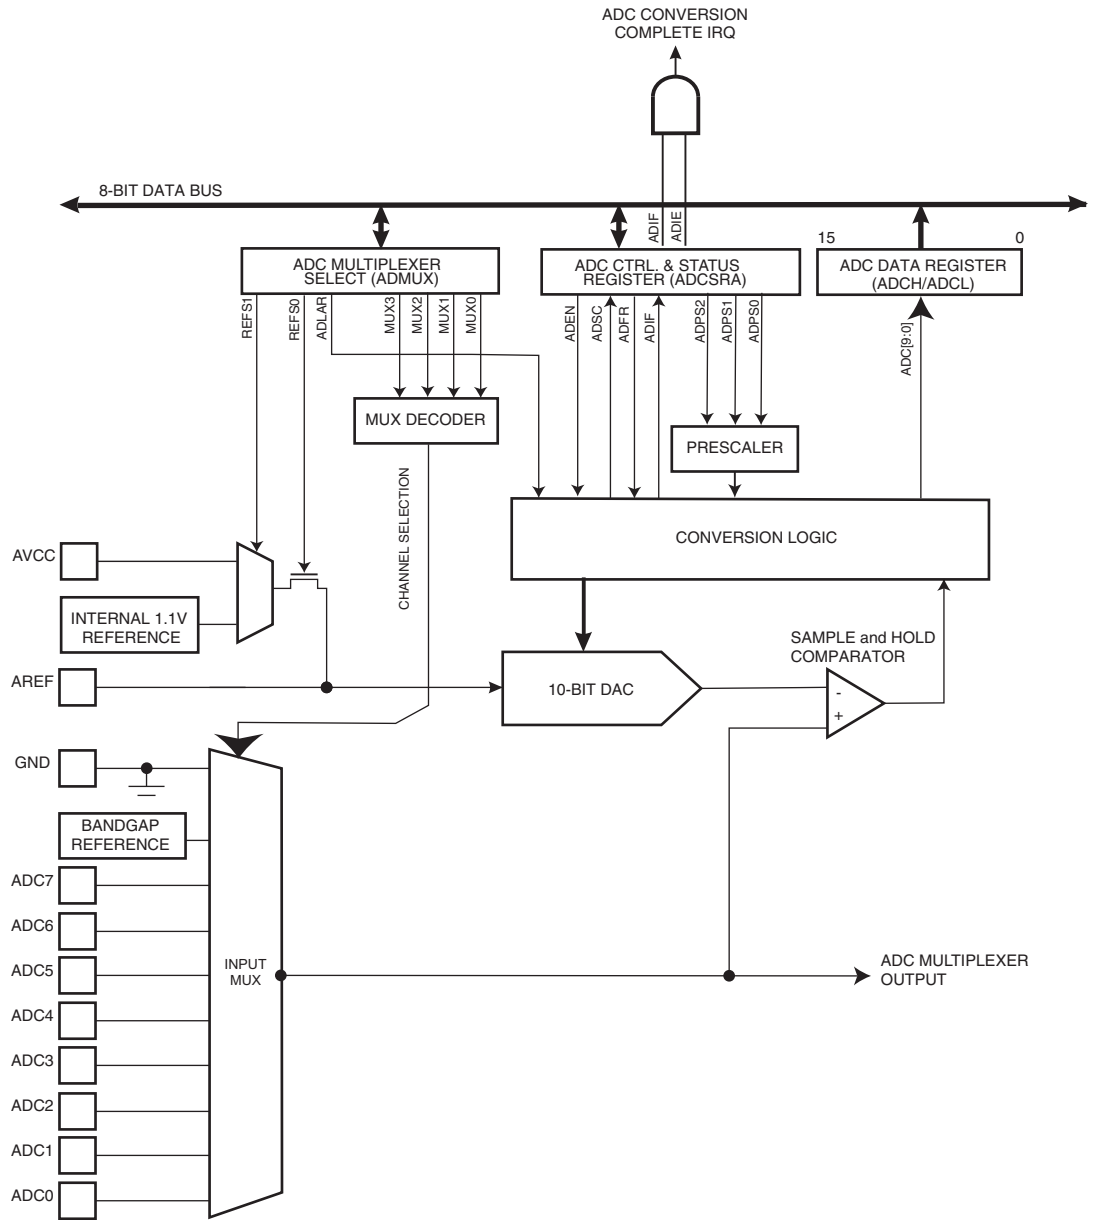 ADC CONVERSION
COMPLETE IRQ
8-BIT DATA BUS
ADIF
ADIE
15
0
ADC MULTIPLEXER
SELECT (ADMUX)
ADC CTRL. & STATUS
REGISTER (ADCSRA)
ADC DATA REGISTER
(ADCH/ADCL)
REFS1
REFS0
ADLAR
MUX3
MUX2
MUX1
MUX0
ADEN
ADSC
ADFR
ADIF
ADPS2
ADPS1
ADPS0
ADC[9:0]
MUX DECODER
PRESCALER
CHANNEL SELECTION
CONVERSION LOGIC
AVCC
INTERNAL 1.1V
REFERENCE
SAMPLE and HOLD
COMPARATOR
AREF
10-BIT DAC
-
+
GND
BANDGAP
REFERENCE
ADC7
ADC6
ADC5
INPUT
MUX
ADC MULTIPLEXER
OUTPUT
ADC4
ADC3
ADC2
ADC1
ADC0